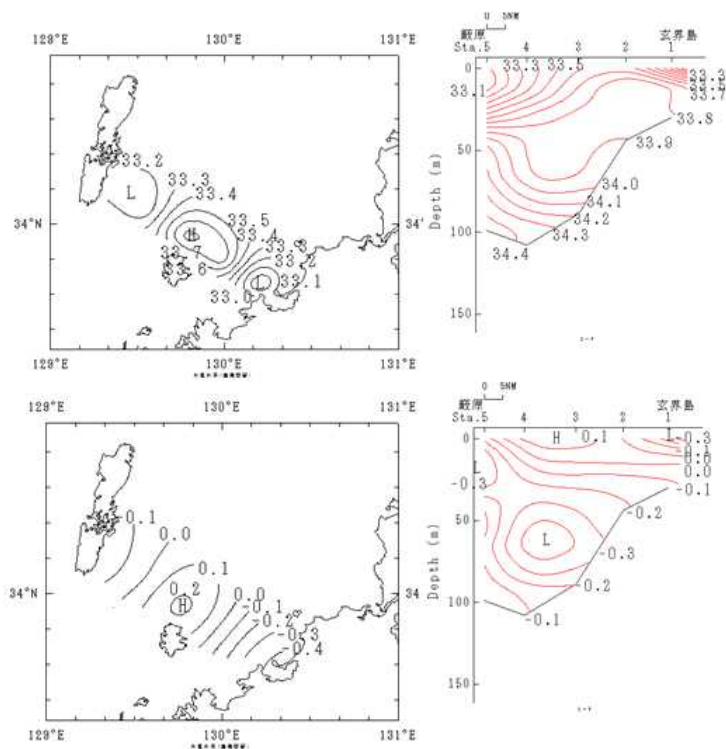 129°E 130°E 131°E
33.2
L
33.3
33.4
33.5
33.4
33.3
33.2
33.1
33.0
34°N
H
L
129°E 130°E 131°E
0 5NM
厳原 玄界島
Sta.5 4 3 2 1
33.1 33.3 33.5
33.3
33.7
33.8
33.9
34.0
34.1
34.2
34.3
34.4
0
50
100
150
Depth (m)
129°E 130°E 131°E
0.1
0.0
0.1
0.2
H
0.0
-0.1
-0.2
-0.3
-0.4
34°N
129°E 130°E 131°E
0 5NM
厳原 玄界島
Sta.5 4 3 2 1
H 0.1
-0.3
0.0
-0.1
-0.3
-0.2
L
-0.3
-0.2
-0.1
0
50
100
150
Depth (m)